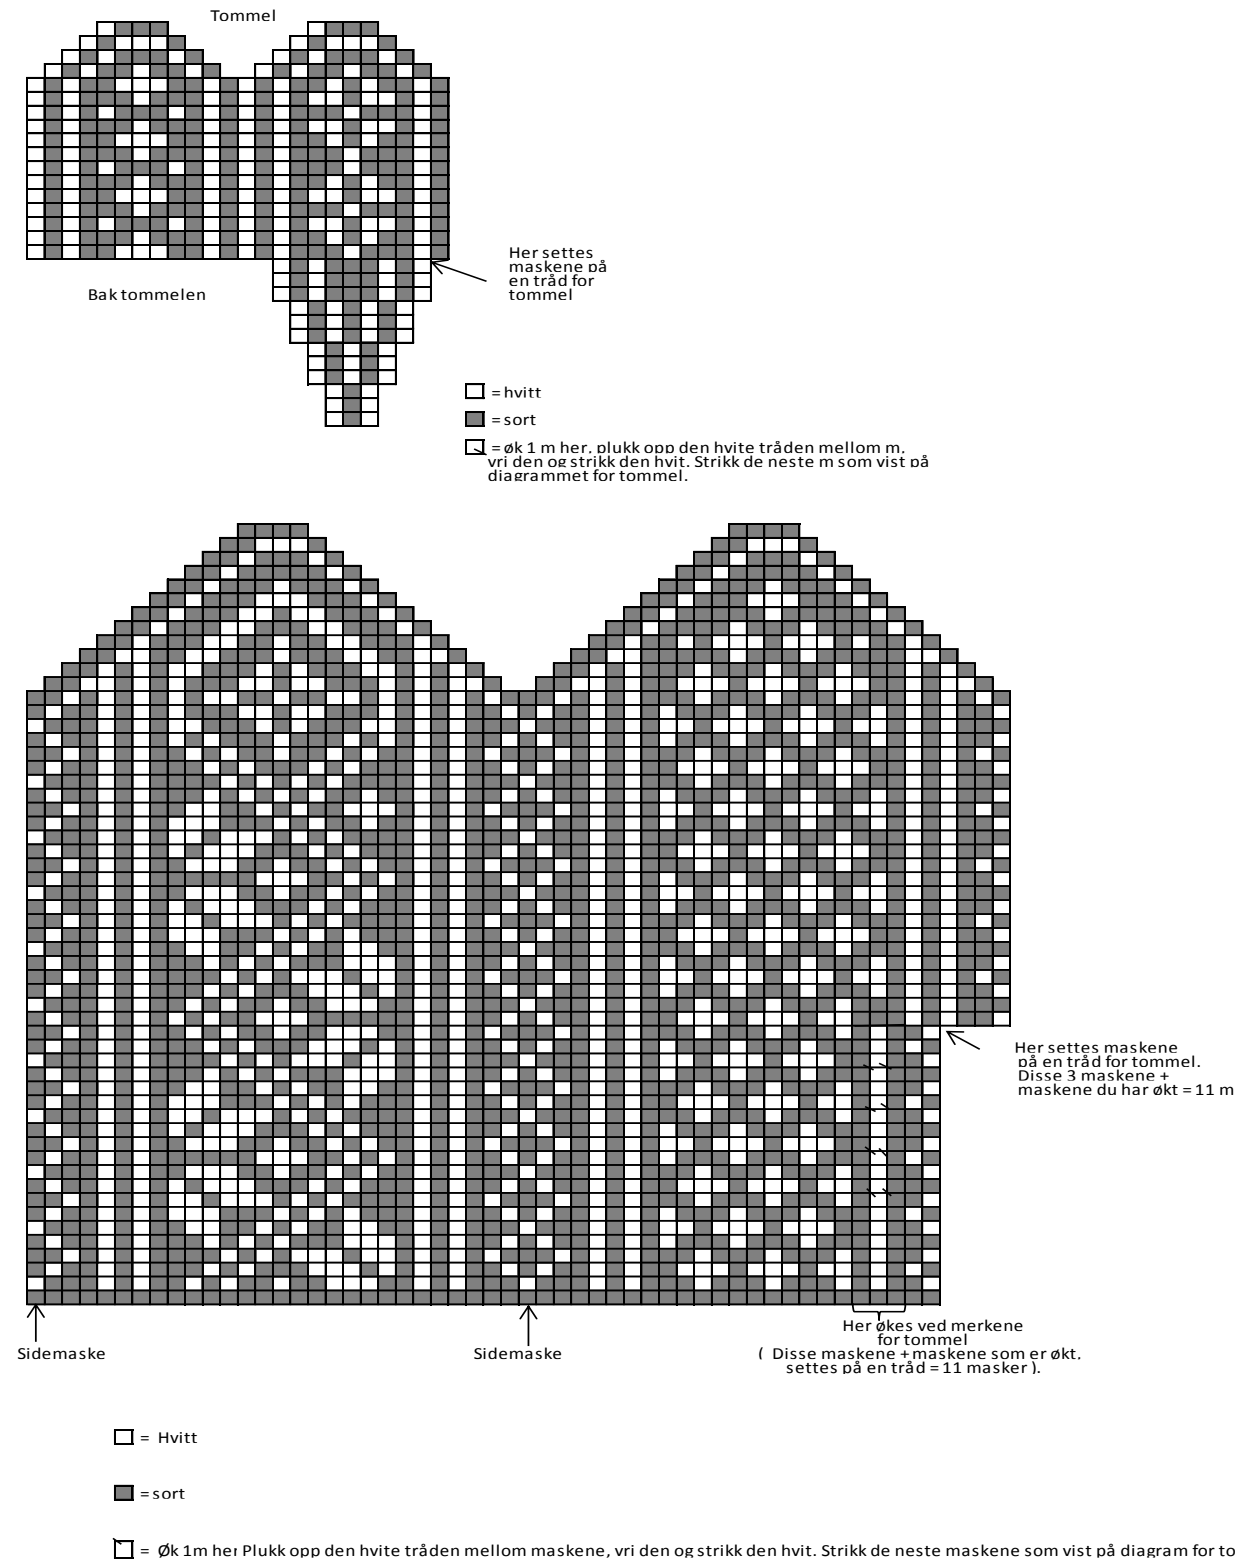 Tommel
Her settes
maskene på
en tråd for
tommel
Bak tommelen
= hvitt
= sort
= øk 1 m her, plukk opp den hvite tråden mellom m,
vri den og strikk den hvit. Strikk de neste m som vist på
diagrammet for tommel.
Her settes maskene
på en tråd for tommel.
Disse 3 maskene +
maskene du har økt = 11 m
Her økes ved merkene
for tommel
( Disse maskene + maskene som er økt,
settes på en tråd = 11 masker ).
Sidemaske
Sidemaske
= Hvitt
= sort
= Øk 1m her Plukk opp den hvite tråden mellom maskene, vri den og strikk den hvit. Strikk de neste maskene som vist på diagram for to